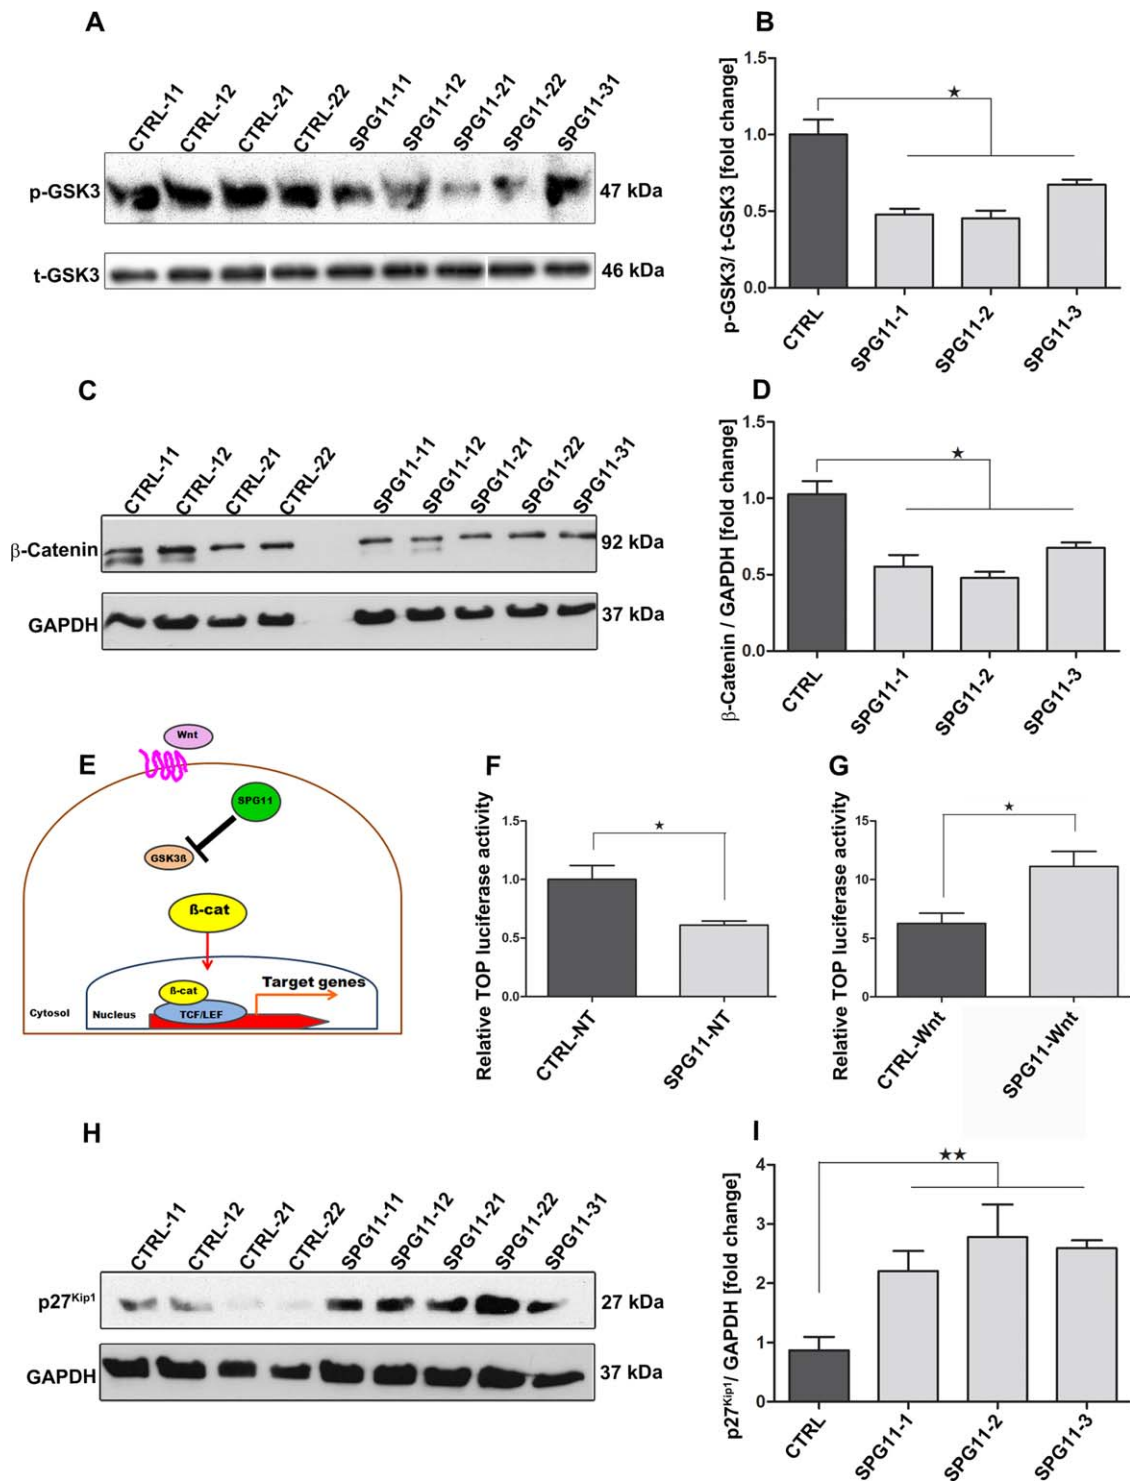 A
CTRL-11
CTRL-12
CTRL-21
CTRL-22
SPG11-11
SPG11-12
SPG11-21
SPG11-22
SPG11-31
p-GSK3
47 kDa
t-GSK3
46 kDa
B
p-GSK3/ t-GSK3 [fold change]
1.5
1.0
0.5
0.0
★
CTRL
SPG11-1
SPG11-2
SPG11-3
C
CTRL-11
CTRL-12
CTRL-21
CTRL-22
SPG11-11
SPG11-12
SPG11-21
SPG11-22
SPG11-31
β-Catenin
92 kDa
GAPDH
37 kDa
D
β-Catenin / GAPDH [fold change]
1.5
1.0
0.5
0.0
★
CTRL
SPG11-1
SPG11-2
SPG11-3
E
Wnt
SPG11
GSK3ß
ß-cat
ß-cat
Target genes
TCF/LEF
Cytosol
Nucleus
F
Relative TOP luciferase activity
1.5
1.0
0.5
0.0
★
CTRL-NT
SPG11-NT
G
Relative TOP luciferase activity
15
10
5
0
★
CTRL-Wnt
SPG11-Wnt
H
CTRL-11
CTRL-12
CTRL-21
CTRL-22
SPG11-11
SPG11-12
SPG11-21
SPG11-22
SPG11-31
p27Kip1
27 kDa
GAPDH
37 kDa
I
p27Kip1/ GAPDH [fold change]
4
3
2
1
0
★★
CTRL
SPG11-1
SPG11-2
SPG11-3